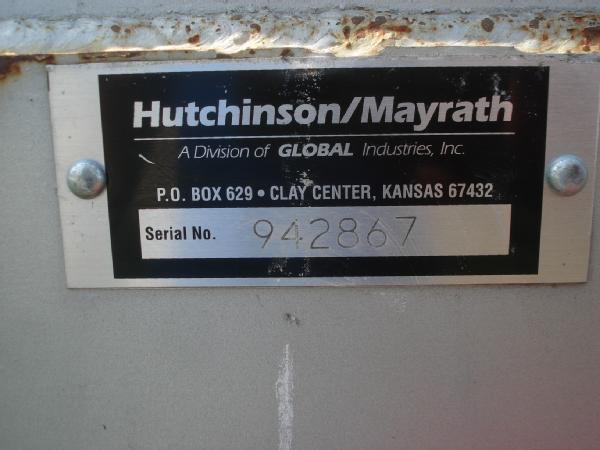 Hutchinson/Mayrath
A Division of GLOBAL Industries, Inc.
P.O. BOX 629 • CLAY CENTER, KANSAS 67432
Serial No. 942867